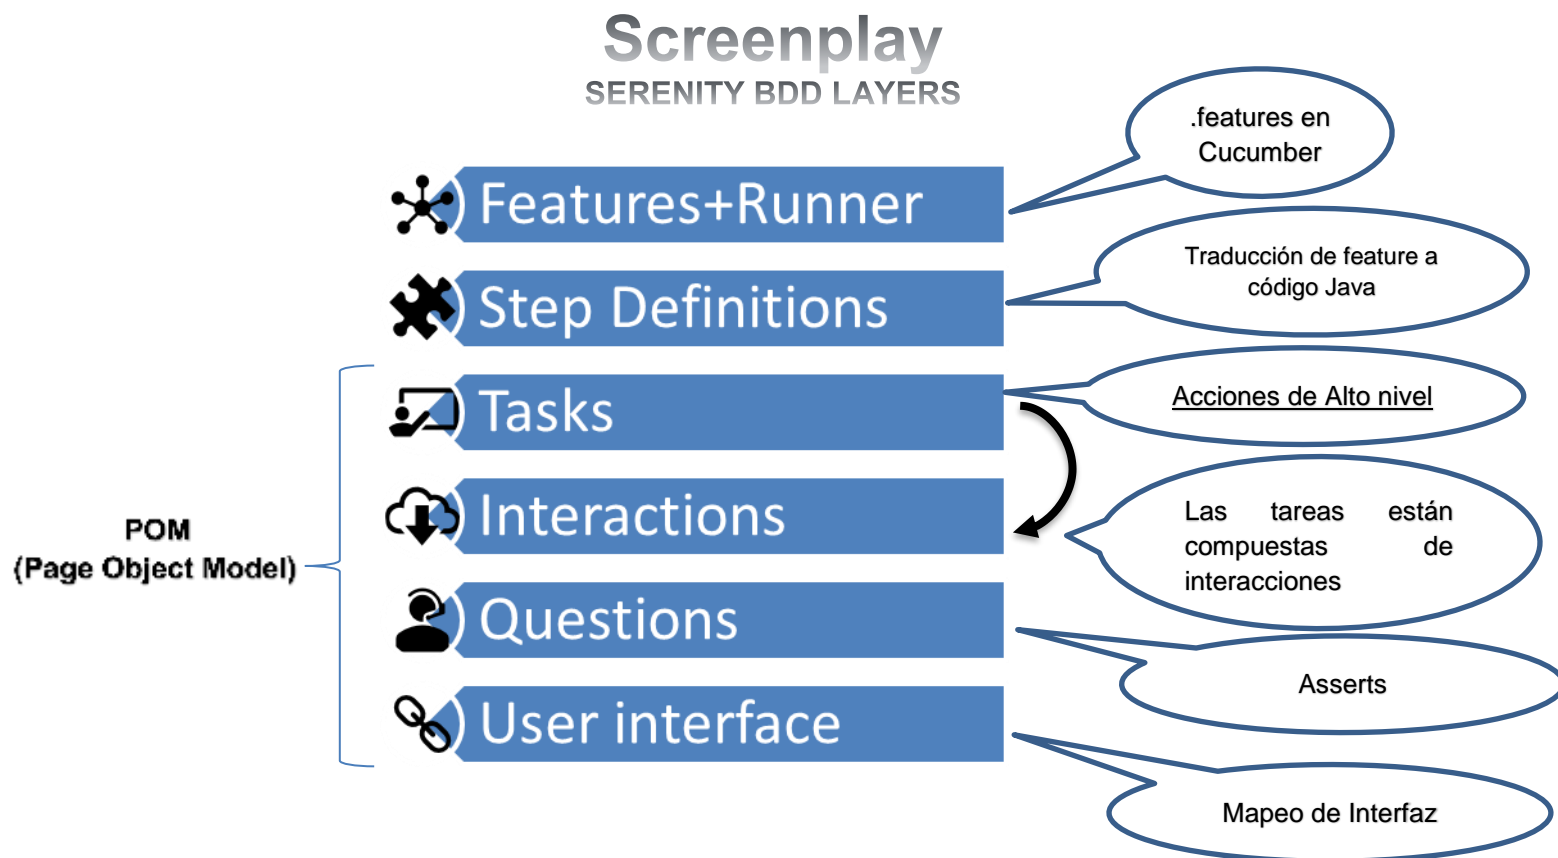 Screenplay
SERENITY BDD LAYERS
.features en
Cucumber
Features+Runner
Traducción de feature a
código Java
Step Definitions
Acciones de Alto nivel
Tasks
Las tareas están
compuestas de
interacciones
Interactions
POM
(Page Object Model)
Questions
Asserts
User interface
Mapeo de Interfaz